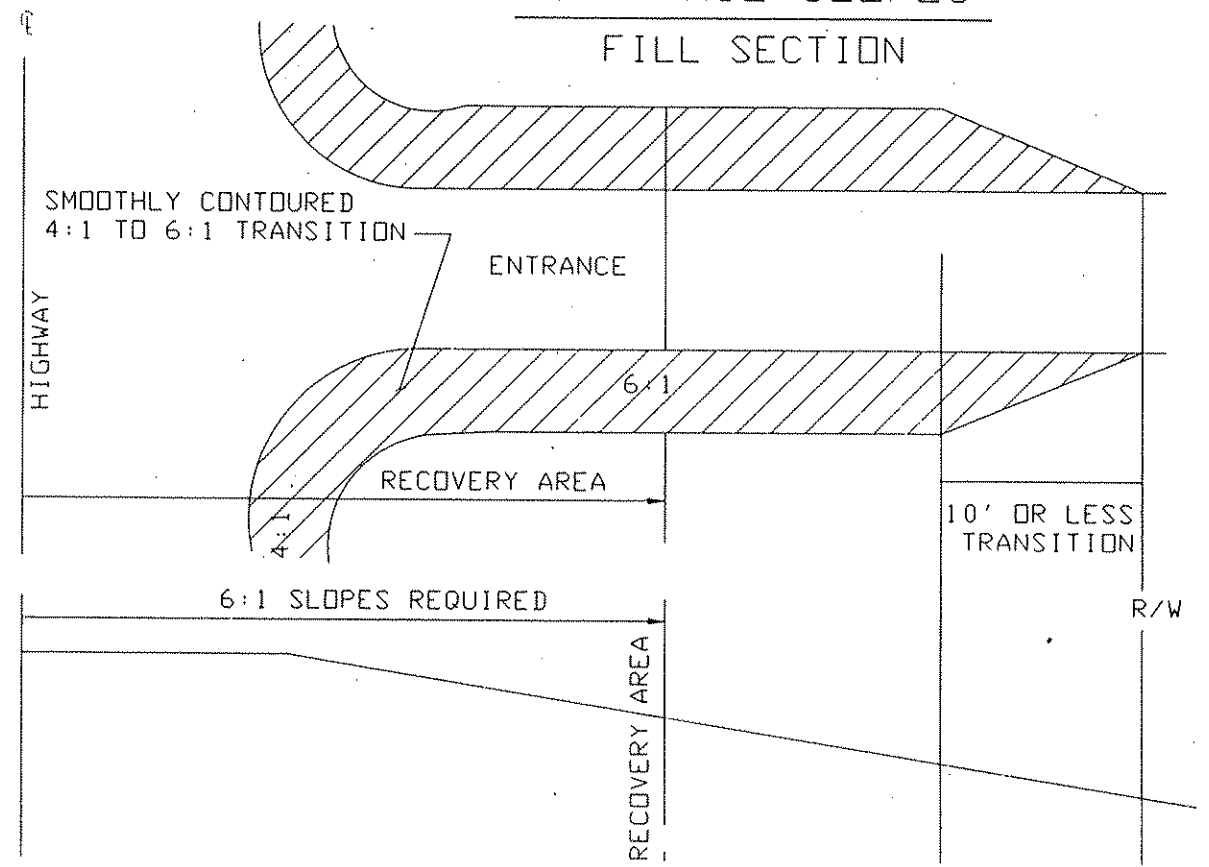 FILL SECTION
SMOOTHLY CONTOURED
4:1 TO 6:1 TRANSITION
ENTRANCE
HIGHWAY
6:1
RECOVERY AREA
4:1
10' OR LESS
TRANSITION
6:1 SLOPES REQUIRED
R/W
RECOVERY AREA